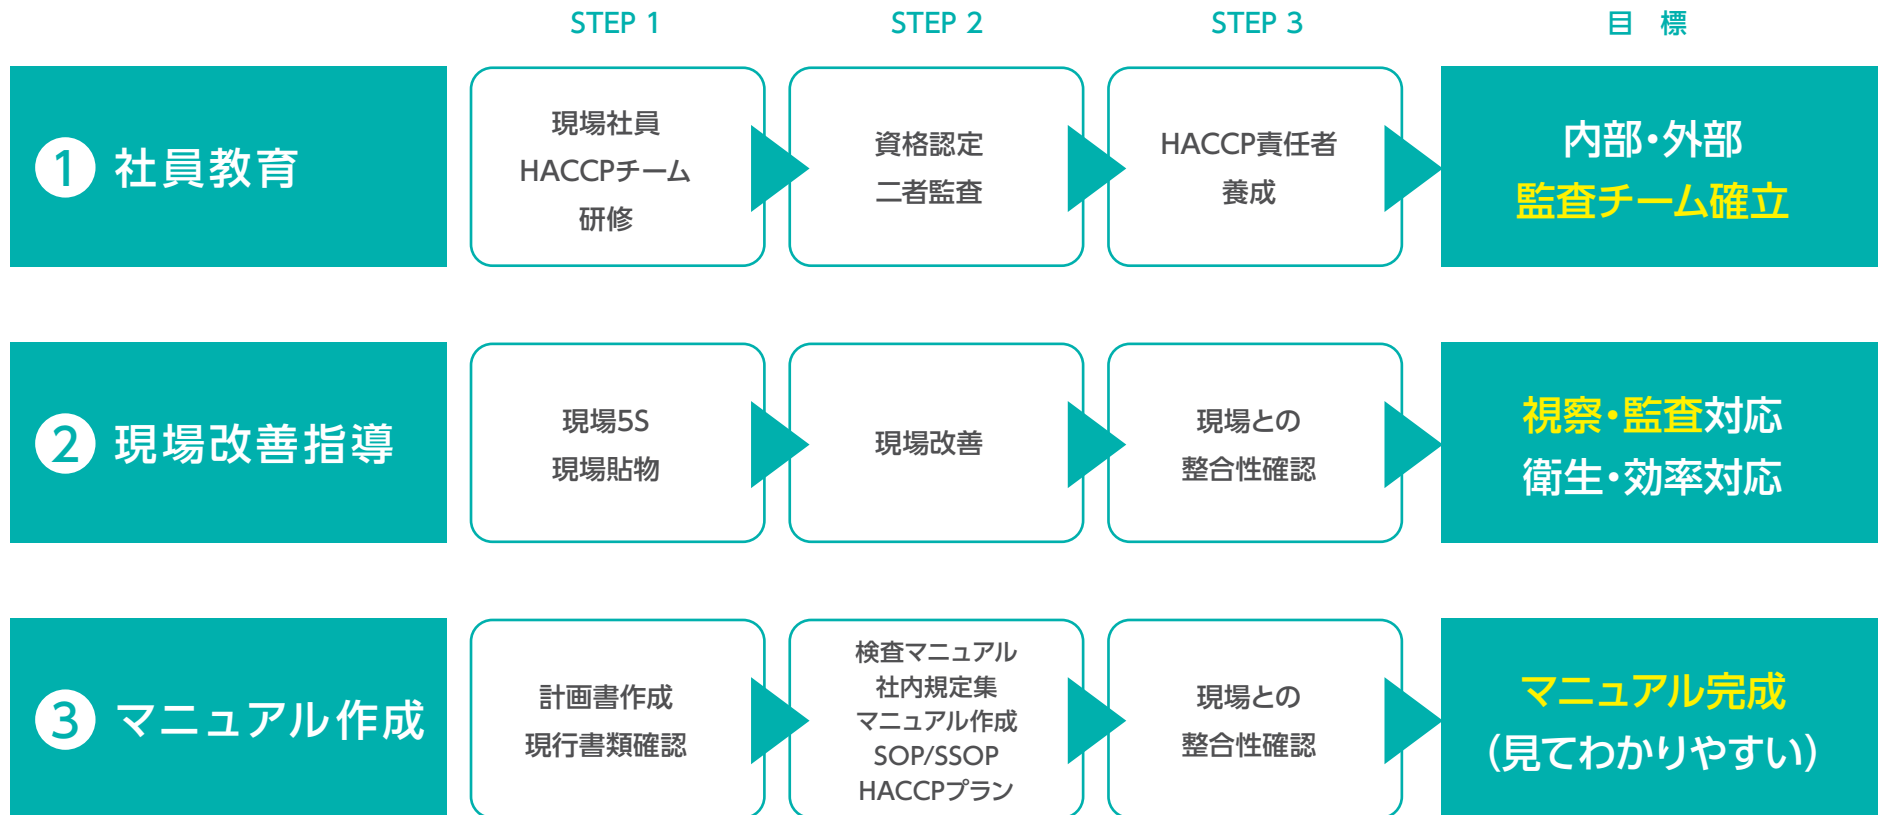 STEP 1
STEP 2
STEP 3
目 標
1 社員教育
現場社員
HACCPチーム
研修
資格認定
二者監査
HACCP責任者
養成
内部・外部
監査チーム確立
2 現場改善指導
現場5S
現場貼物
現場改善
現場との
整合性確認
視察・監査対応
衛生・効率対応
3 マニュアル作成
計画書作成
現行書類確認
検査マニュアル
社内規定集
マニュアル作成
SOP/SSOP
HACCPプラン
現場との
整合性確認
マニュアル完成
（見てわかりやすい）